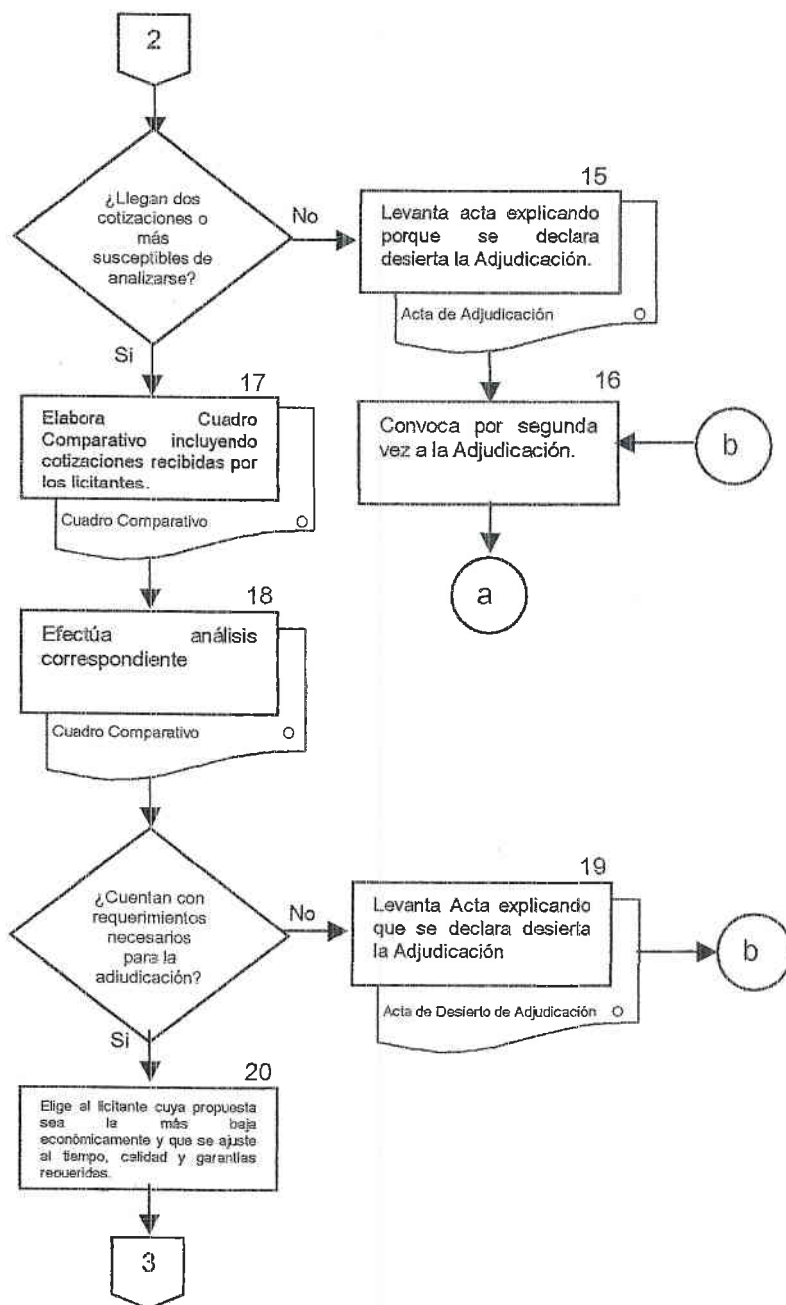 2
¿Llegan dos
cotizaciones o
más
susceptibles de
analizarse?
No
Si
15
Levanta acta explicando
porque se declara
desierta la Adjudicación.
Acta de Adjudicación O
16
Convoca por segunda
vez a la Adjudicación.
b
a
17
Elabora Cuadro
Comparativo incluyendo
cotizaciones recibidas por
los licitantes.
Cuadro Comparativo O
18
Efectúa análisis
correspondiente
Cuadro Comparativo O
¿Cuentan con
requerimientos
necesarios
para la
adiudicación?
No
Si
19
Levanta Acta explicando
que se declara desierta
la Adjudicación
Acta de Desierto de Adjudicación O
b
20
Elige al licitante cuya propuesta
sea la más baja
económicamente y que se ajuste
al tiempo, calidad y garantías
requeridas.
3